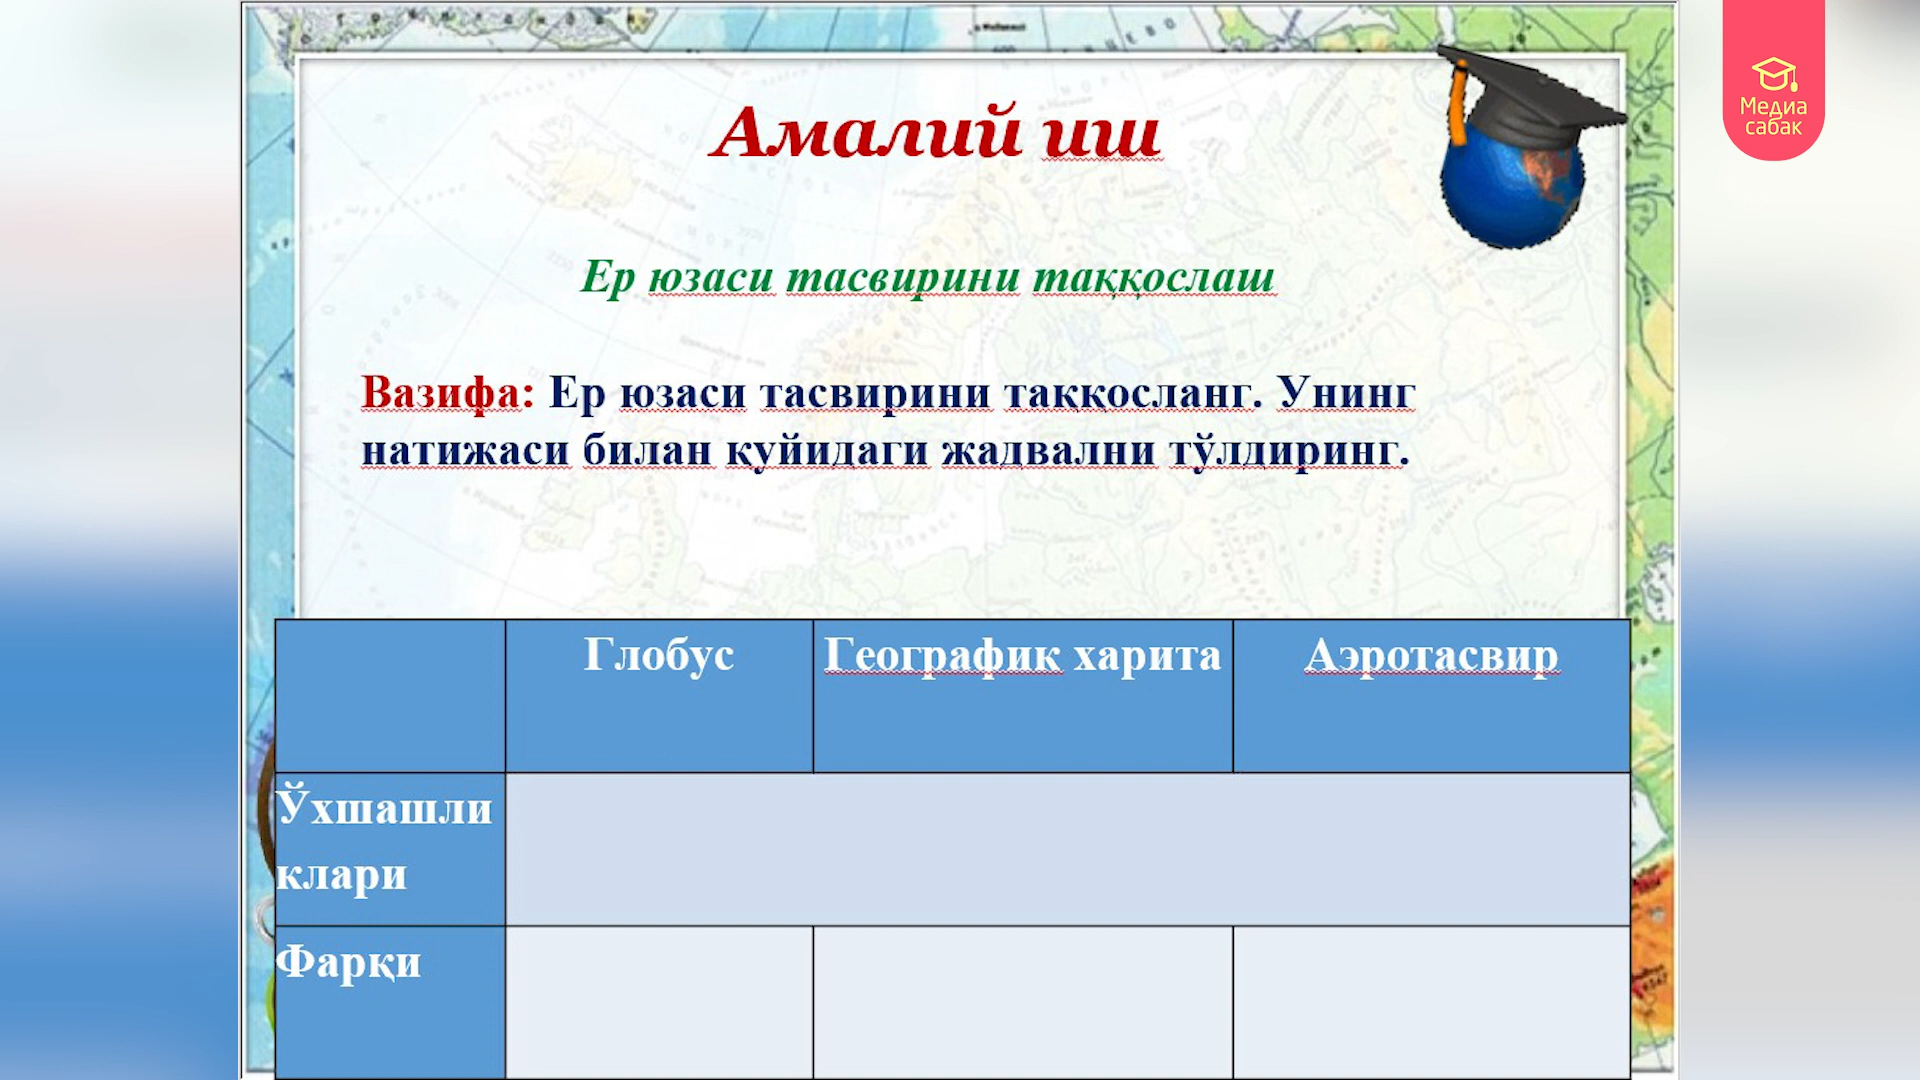 Медиа
сабак
Амалий иш
Ер юзаси тасвирини таққослаш
Вазифа: Ер юзаси тасвирини таққосланг. Унинг
натижаси билан қуйидаги жадвални тўлдиринг.
Глобус
Географик харита
Аэротасвир
Ўхшашли
клари
Фарқи